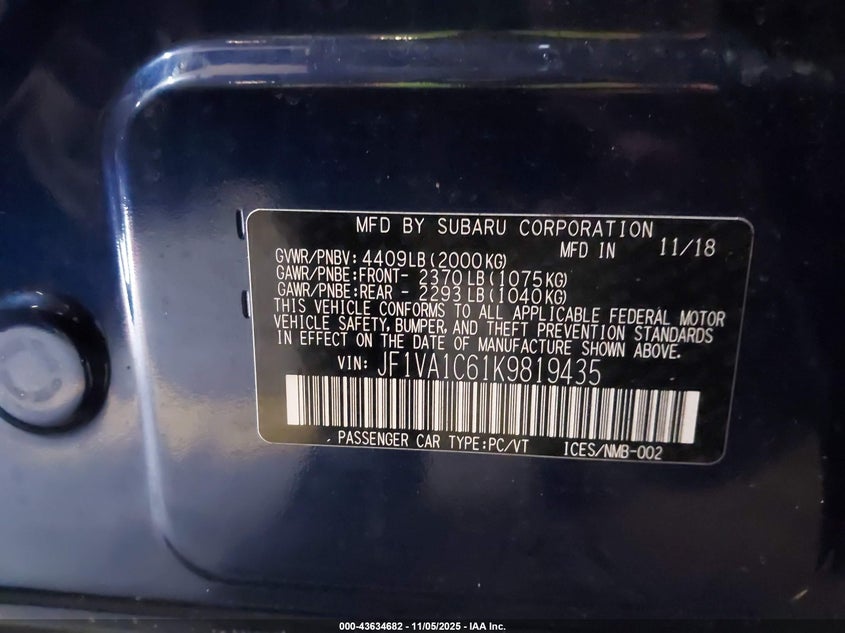 MFD BY SUBARU CORPORATION
MFD IN 11/18
GVWR/PNBV: 4409LB(2000KG)
GAWR/PNBE:FRONT- 2370LB(1075KG)
GAWR/PNBE:REAR - 2293LB(1040KG)
THIS VEHICLE CONFORMS TO ALL APPLICABLE FEDERAL MOTOR
VEHICLE SAFETY, BUMPER, AND THEFT PREVENTION STANDARDS
IN EFFECT ON THE DATE OF MANUFACTURE SHOWN ABOVE.
VIN: JF1VA1C61K9819435
PASSENGER CAR TYPE:PC/VT ICES/NMB-002
000-43634682 - 11/05/2025 - IAA Inc.